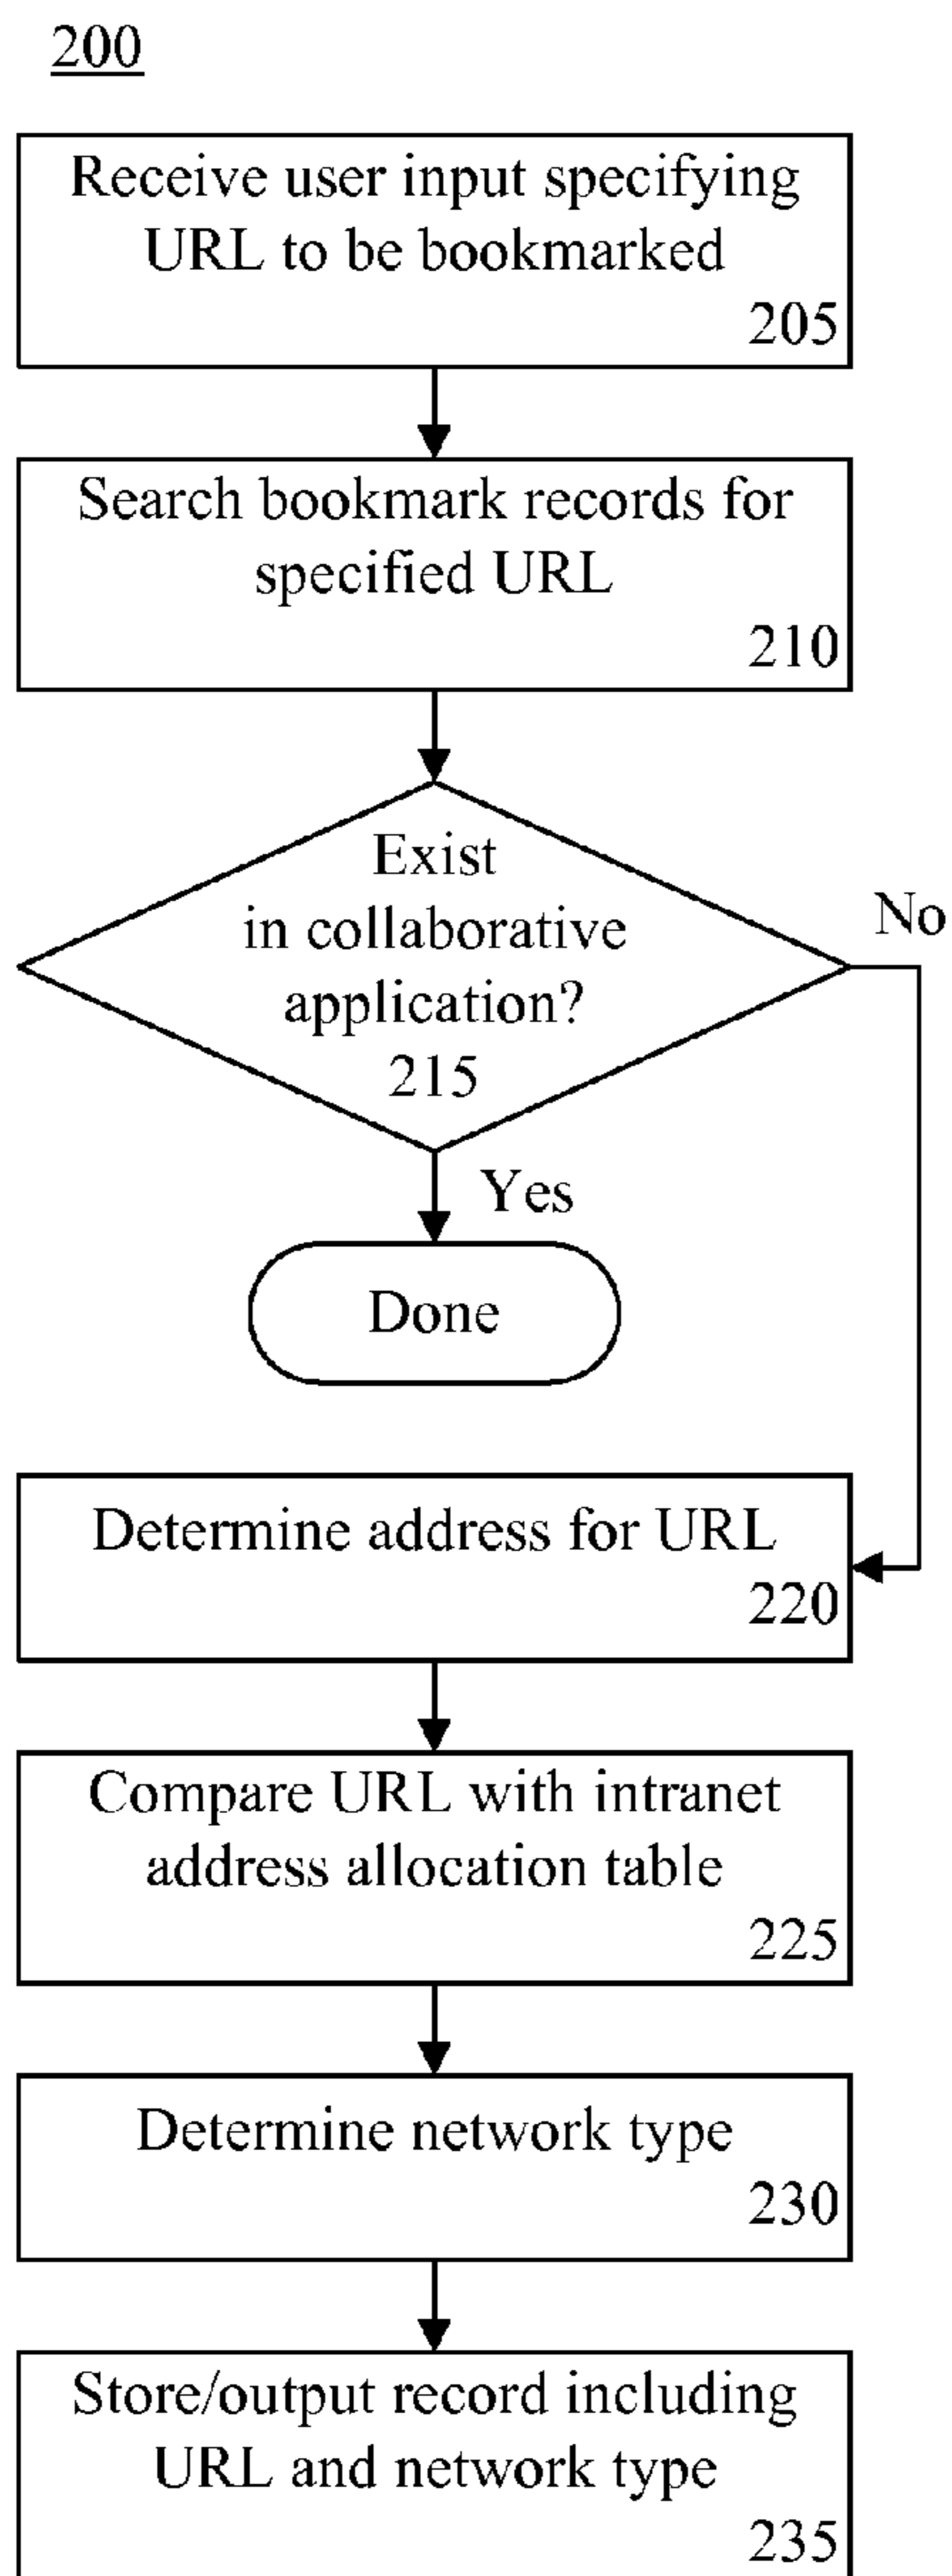 200
Receive user input specifying
URL to be bookmarked
205
Search bookmark records for
specified URL
210
Exist
in collaborative
application?
215
No
Yes
Done
Determine address for URL
220
Compare URL with intranet
address allocation table
225
Determine network type
230
Store/output record including
URL and network type
235